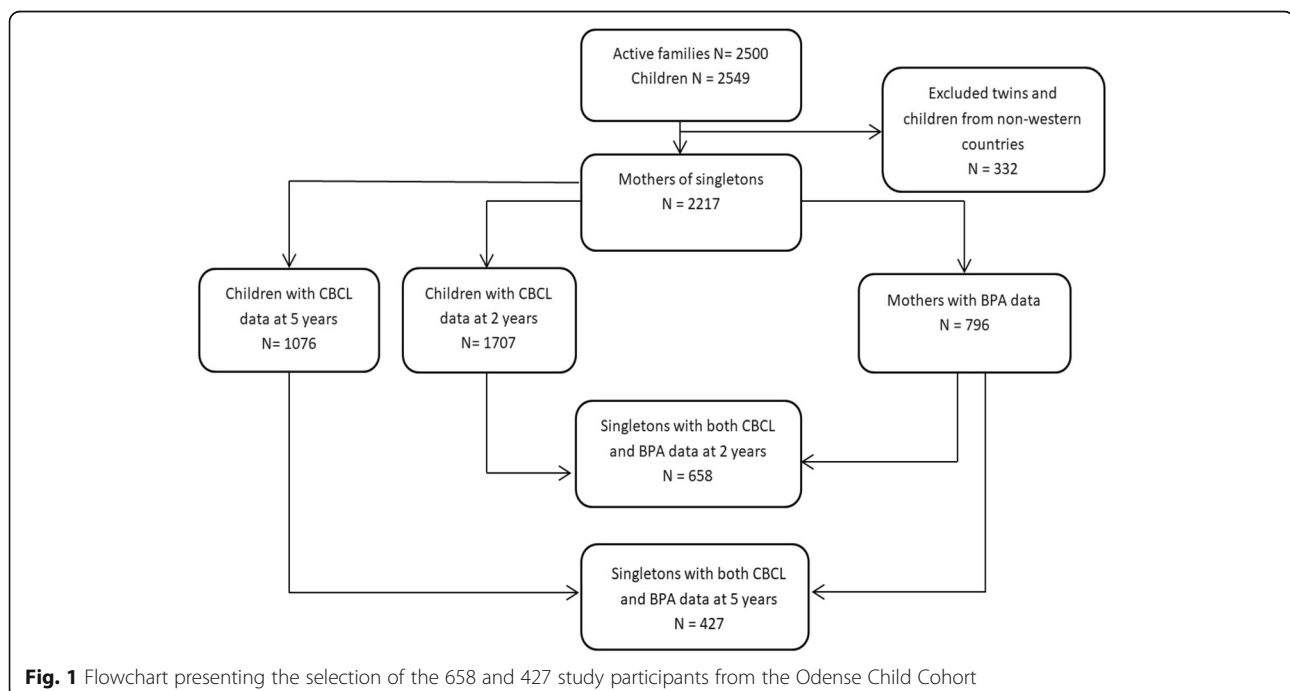 Active families N= 2500
Children N = 2549
Excluded twins and
children from non-western
countries
N = 332
Mothers of singletons
N = 2217
Children with CBCL
data at 5 years
N= 1076
Children with CBCL
data at 2 years
N= 1707
Mothers with BPA data
N = 796
Singletons with both CBCL
and BPA data at 2 years
N = 658
Singletons with both CBCL
and BPA data at 5 years
N = 427
Fig. 1 Flowchart presenting the selection of the 658 and 427 study participants from the Odense Child Cohort